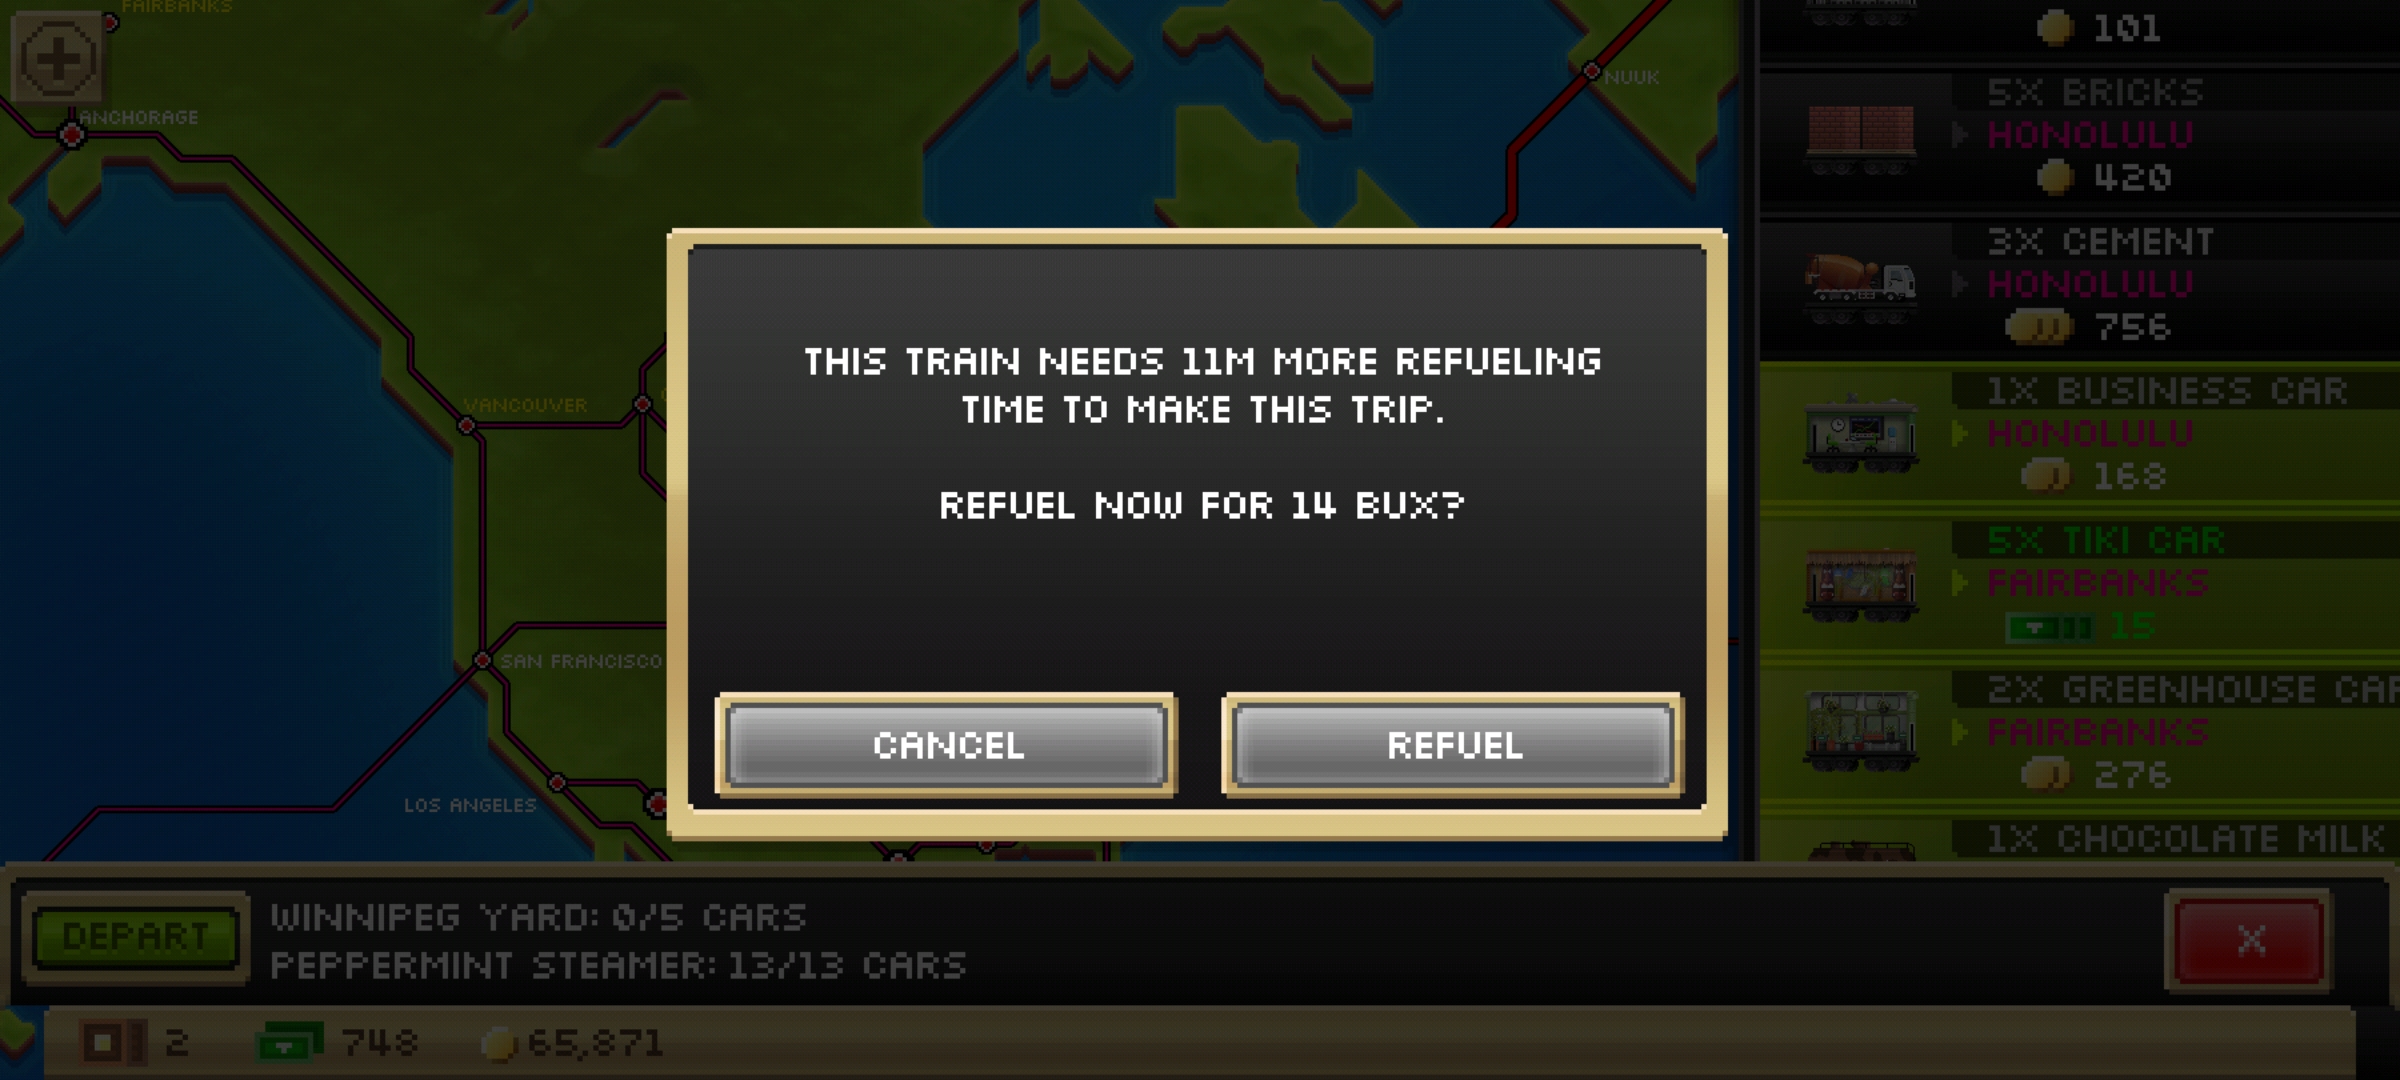 FAIRBANKS
ANCHORAGE
NUUK
VANCOUVER
SAN FRANCISCO
LOS ANGELES
THIS TRAIN NEEDS 11M MORE REFUELING
TIME TO MAKE THIS TRIP.
REFUEL NOW FOR 14 BUX?
CANCEL
REFUEL
101
5X BRICKS
HONOLULU
420
3X CEMENT
HONOLULU
756
1X BUSINESS CAR
HONOLULU
168
5X TIKI CAR
FAIRBANKS
15
2X GREENHOUSE CAR
FAIRBANKS
276
1X CHOCOLATE MILK
DEPART
WINNIPEG YARD: 0/5 CARS
PEPPERMINT STEAMER: 13/13 CARS
X
2
748
65,871